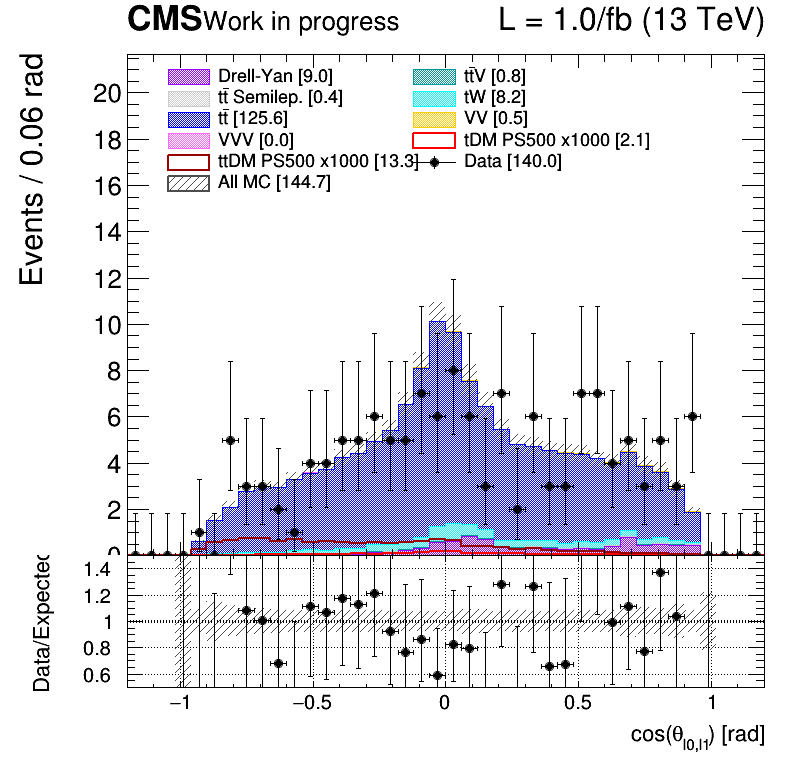 CMS Work in progress L = 1.0/fb (13 TeV)
Events / 0.06 rad
Drell-Yan [9.0] tt̄V [0.8]
tt̄ Semilep. [0.4] tW [8.2]
tt̄ [125.6] VV [0.5]
VVV [0.0] tDM PS500 x1000 [2.1]
ttDM PS500 x1000 [13.3] Data [140.0]
All MC [144.7]
20
18
16
14
12
10
8
6
4
2
0
Data/Expected
1.4
1.2
1
0.8
0.6
−1 −0.5 0 0.5 1
cos(θl0,l1) [rad]